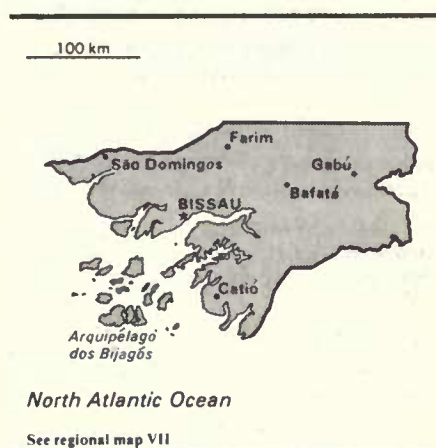 100 km
Farim
São Domingos
Gabú
Bafatá
BISSAU
Catió
Arquipélago
dos Bijagós
North Atlantic Ocean
See regional map VII